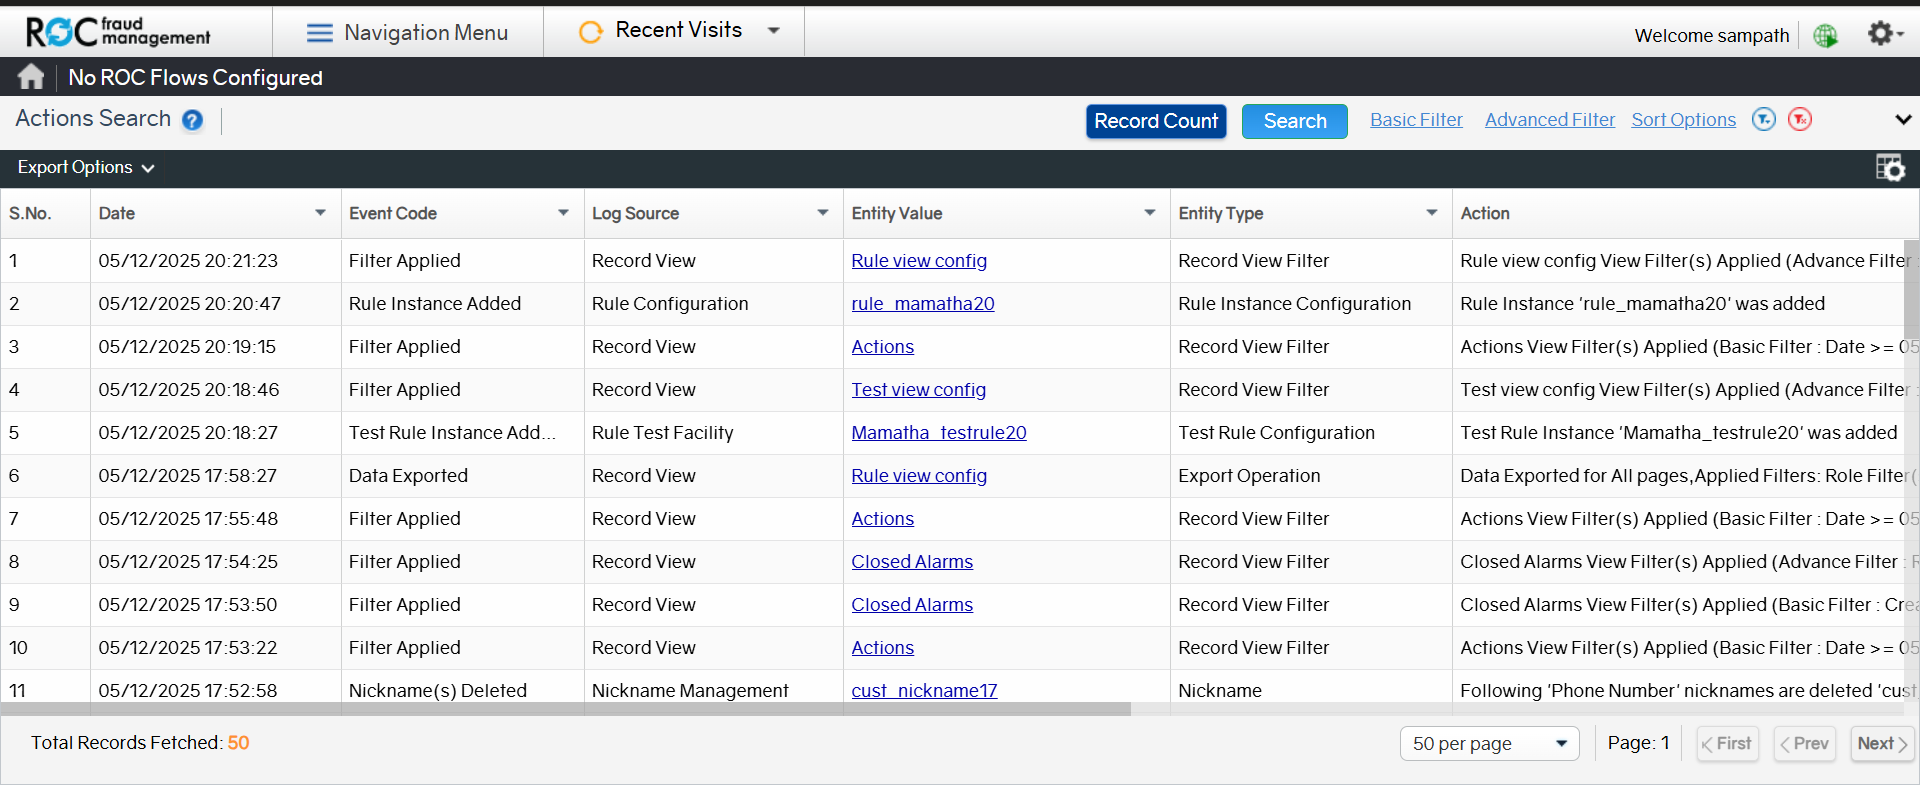 ROC fraud management
Navigation Menu
Recent Visits
Welcome sampath
No ROC Flows Configured
Actions Search ?
Record Count Search Basic Filter Advanced Filter Sort Options
Export Options
S.No. Date Event Code Log Source Entity Value Entity Type Action
1 05/12/2025 20:21:23 Filter Applied Record View Rule view config Record View Filter Rule view config View Filter(s) Applied (Advance Filter :
2 05/12/2025 20:20:47 Rule Instance Added Rule Configuration rule_mamatha20 Rule Instance Configuration Rule Instance 'rule_mamatha20' was added
3 05/12/2025 20:19:15 Filter Applied Record View Actions Record View Filter Actions View Filter(s) Applied (Basic Filter : Date >= 05
4 05/12/2025 20:18:46 Filter Applied Record View Test view config Record View Filter Test view config View Filter(s) Applied (Advance Filter :
5 05/12/2025 20:18:27 Test Rule Instance Add... Rule Test Facility Mamatha_testrule20 Test Rule Configuration Test Rule Instance 'Mamatha_testrule20' was added
6 05/12/2025 17:58:27 Data Exported Record View Rule view config Export Operation Data Exported for All pages,Applied Filters: Role Filter(
7 05/12/2025 17:55:48 Filter Applied Record View Actions Record View Filter Actions View Filter(s) Applied (Basic Filter : Date >= 05
8 05/12/2025 17:54:25 Filter Applied Record View Closed Alarms Record View Filter Closed Alarms View Filter(s) Applied (Advance Filter :
9 05/12/2025 17:53:50 Filter Applied Record View Closed Alarms Record View Filter Closed Alarms View Filter(s) Applied (Basic Filter : Crea
10 05/12/2025 17:53:22 Filter Applied Record View Actions Record View Filter Actions View Filter(s) Applied (Basic Filter : Date >= 05
11 05/12/2025 17:52:58 Nickname(s) Deleted Nickname Management cust_nickname17 Nickname Following 'Phone Number' nicknames are deleted 'cust
Total Records Fetched: 50
50 per page Page: 1 First Prev Next